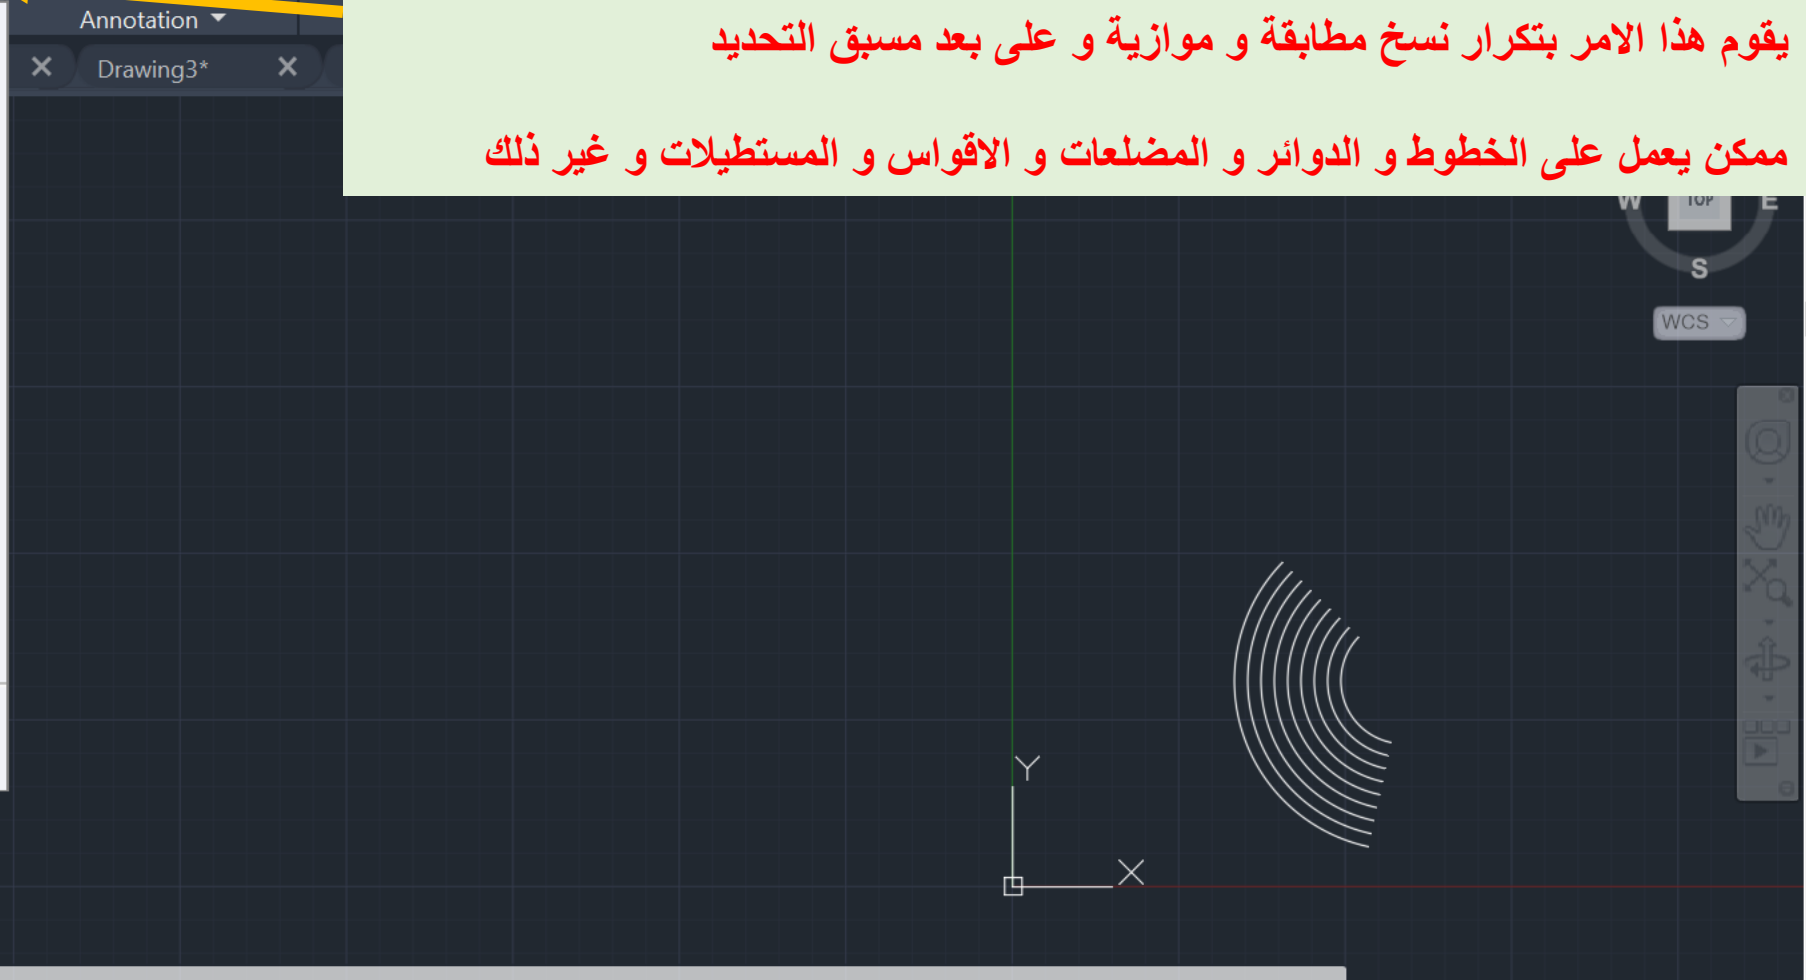 Annotation
يقوم هذا الامر بتكرار نسخ مطابقة و موازية و على بعد مسبق التحديد
Drawing3*
ممكن يعمل على الخطوط و الدوائر و المضلعات و الاقواس و المستطيلات و غير ذلك
W TOP E
S
WCS
Y
X